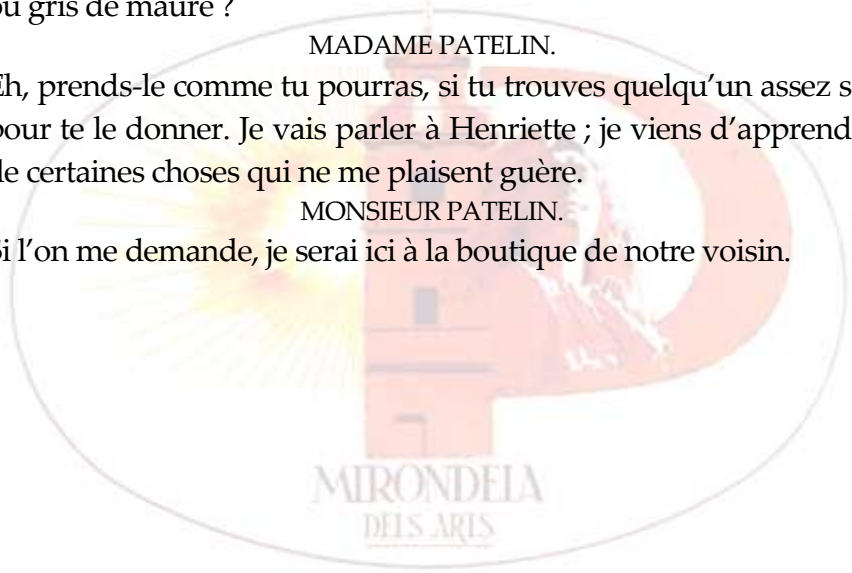 ou gris de maure ?
MADAME PATELIN.
Eh, prends-le comme tu pourras, si tu trouves quelqu’un assez
pour te le donner. Je vais parler à Henriette ; je viens d’apprend
de certaines choses qui ne me plaisent guère.
MONSIEUR PATELIN.
Si l’on me demande, je serai ici à la boutique de notre voisin.
MIRONDELA
DELS ARTS